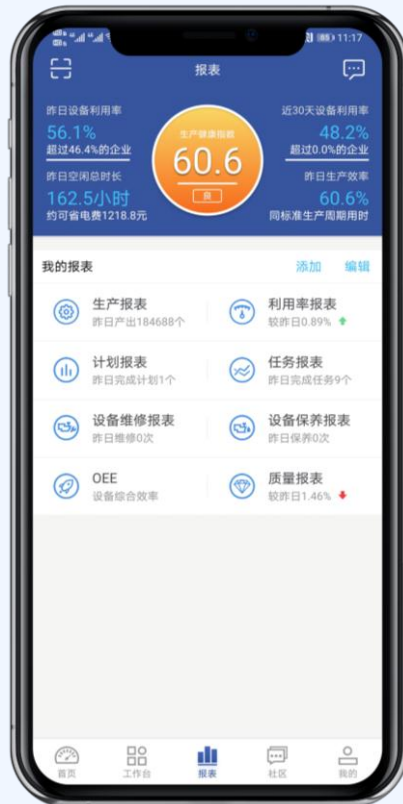 11:17
报表
昨日设备利用率
56.1%
超过46.4%的企业
昨日空闲总时长
162.5小时
约可省电费1218.8元
生产健康指数
60.6
良
近30天设备利用率
48.2%
超过0.0%的企业
昨日生产效率
60.6%
同标准生产周期用时
我的报表 添加 编辑
生产报表
昨日产出184688个
利用率报表
较昨日0.89%
计划报表
昨日完成计划1个
任务报表
昨日完成任务9个
设备维修报表
昨日维修0次
设备保养报表
昨日保养0次
OEE
设备综合效率
质量报表
较昨日1.46%
首页 工作台 报表 社区 我的